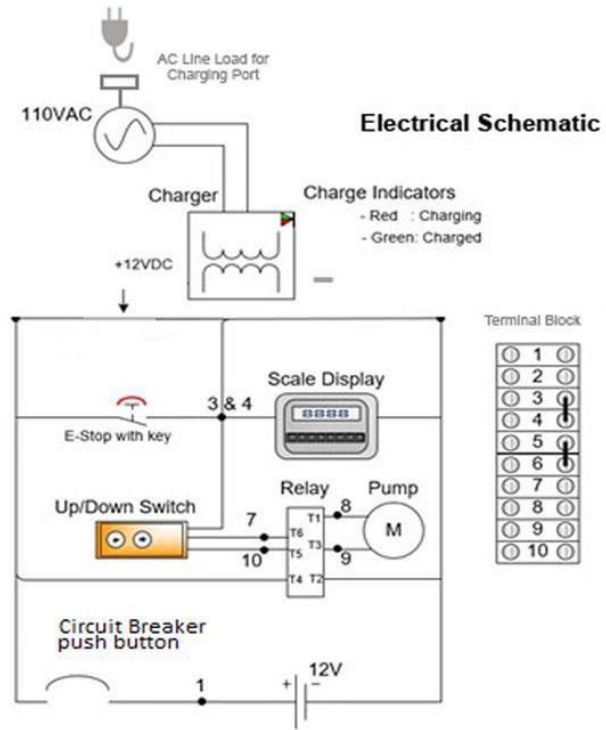 AC Line Load for
Charging Port
110VAC
Electrical Schematic
Charger
Charge Indicators
- Red : Charging
- Green: Charged
+12VDC
Terminal Block
1
2
3
4
5
6
7
8
9
10
Scale Display
8888
3 & 4
E-Stop with key
Relay
Pump
Up/Down Switch
7
8
T1
T6
M
T3
T5
10
9
T4 T2
Circuit Breaker
push button
1
12V
+ −